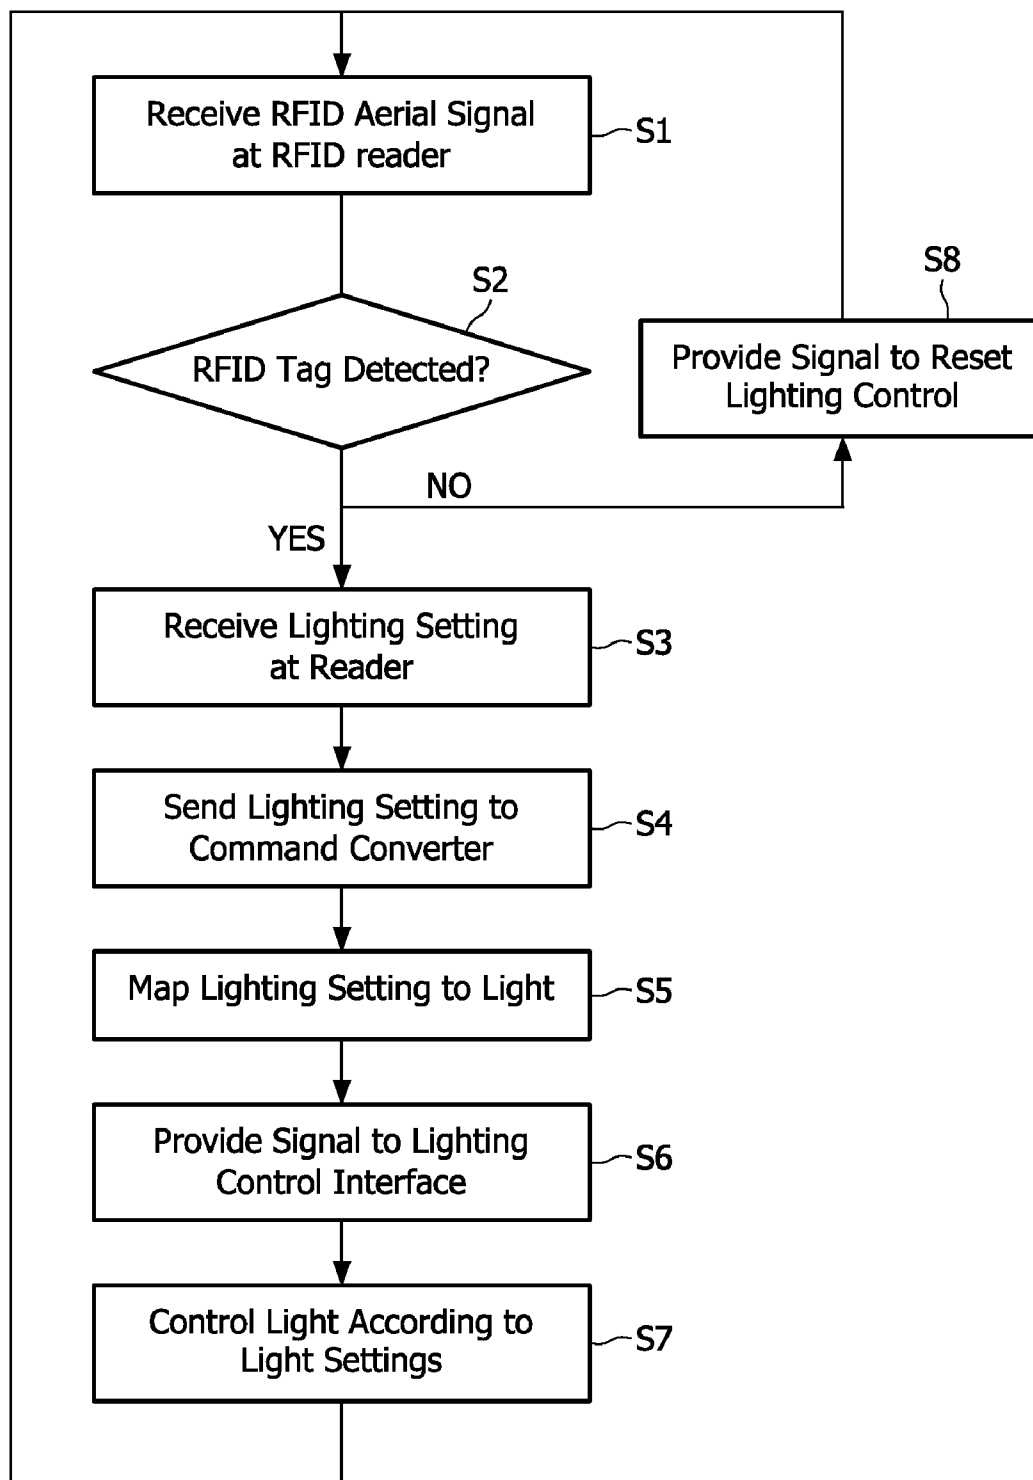 Receive RFID Aerial Signal
at RFID reader
S1
S2
RFID Tag Detected?
S8
Provide Signal to Reset
Lighting Control
NO
YES
Receive Lighting Setting
at Reader
S3
Send Lighting Setting to
Command Converter
S4
Map Lighting Setting to Light
S5
Provide Signal to Lighting
Control Interface
S6
Control Light According to
Light Settings
S7